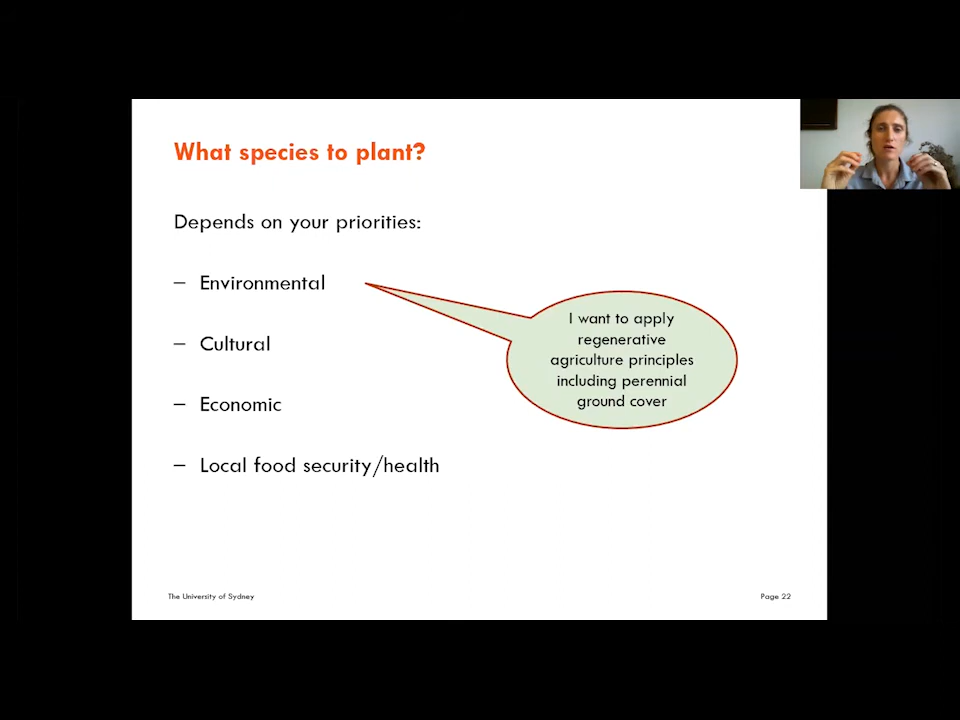 What species to plant?
Depends on your priorities:
– Environmental
I want to apply
regenerative
agriculture principles
including perennial
ground cover
– Cultural
– Economic
– Local food security/health
The University of Sydney
Page 22